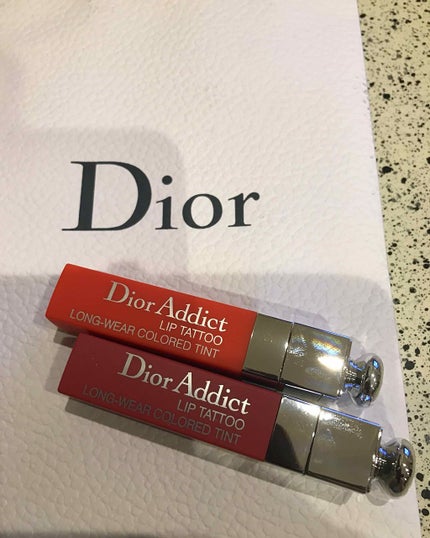 Dior
Dior Addict
LIP TATTOO
LONG-WEAR COLORED TINT
Dior Addict
LIP TATTOO
LONG-WEAR COLORED TINT